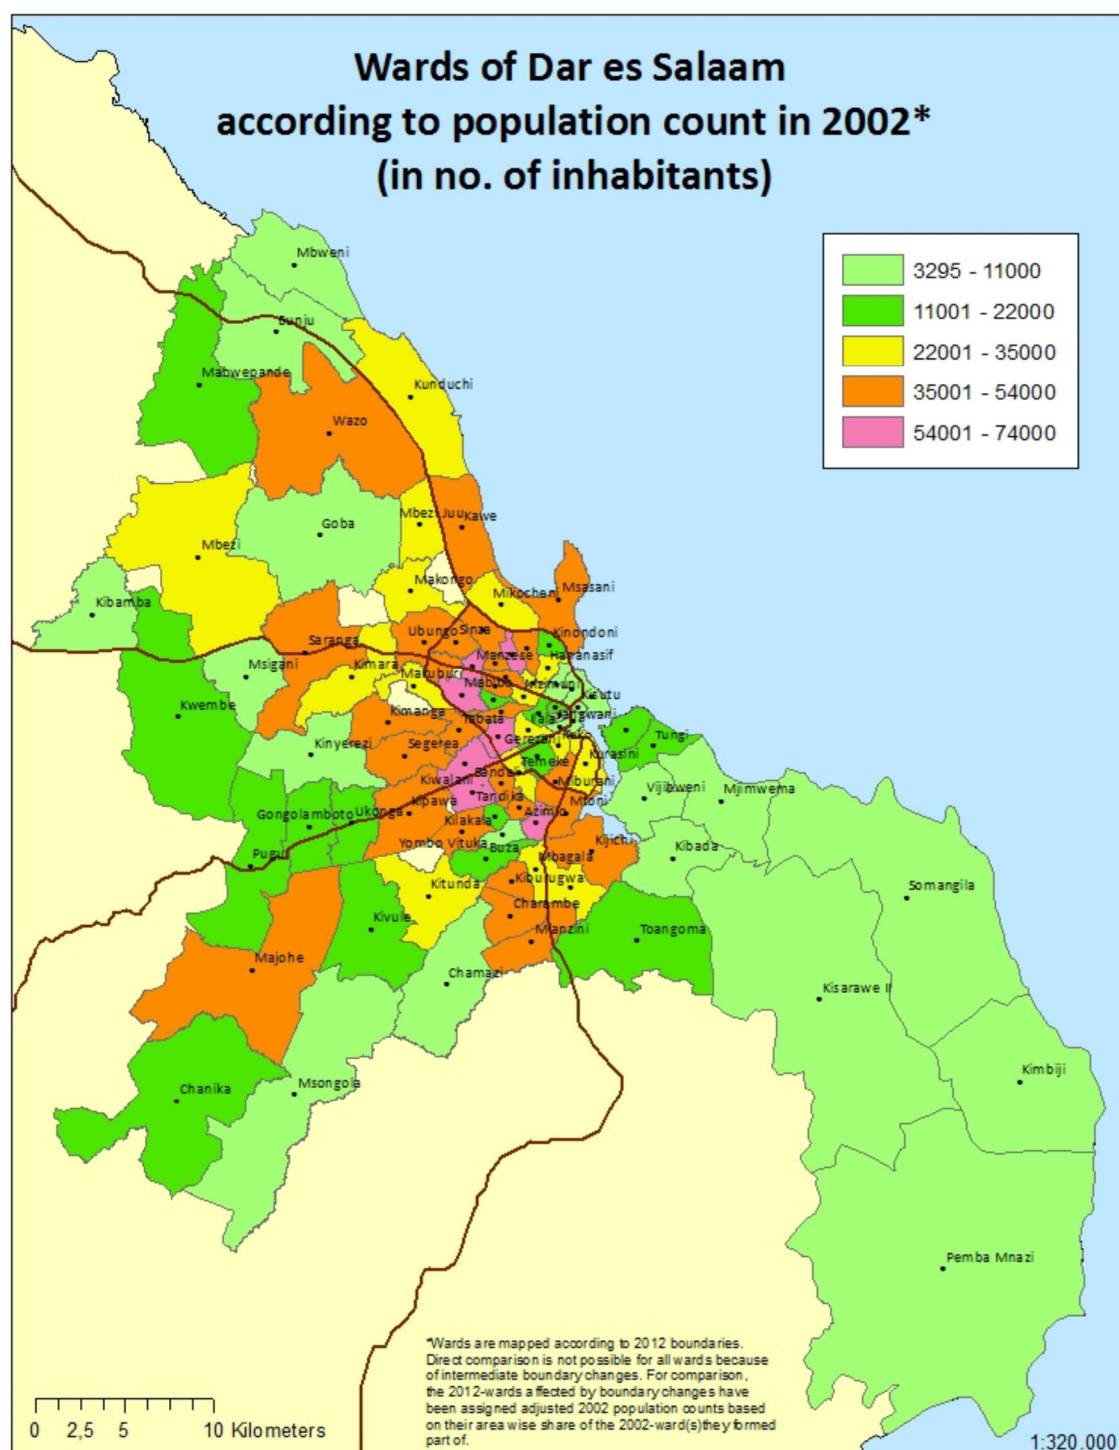 Wards of Dar es Salaam
according to population count in 2002*
(in no. of inhabitants)
3295 - 11000
11001 - 22000
22001 - 35000
35001 - 54000
54001 - 74000
Mbweni
Bunju
Mabwepande
Kunduchi
Wazo
Mbezi Juu
Kawe
Goba
Mbezi
Makongo
Mikocheni
Msasani
Kibamba
Ubungo
Sinza
Kinondoni
Saranga
Manzese
Hananasif
Msigani
Kimara
Makuburi
Mabibo
Mzimuni
Kisutu
Kwembe
Kimanga
Tabata
Ilala
Jangwani
Tungi
Kinyerezi
Segerea
Gerezani
Temeke
Kurasini
Kiwalani
Sandali
Miburani
Vijibweni
Mjimwema
Gongolamboto
Ukonga
Kipawa
Tandika
Azimio
Mtoni
Kilakala
Yombo Vituka
Buza
Kijichi
Kibada
Pugu
Mbagala
Kitunda
Kiburugwa
Somangila
Kivule
Charambe
Mianzini
Toangoma
Majohe
Chamazi
Kisarawe II
Chanika
Msongola
Kimbiji
Pemba Mnazi
*Wards are mapped according to 2012 boundaries.
Direct comparison is not possible for all wards because
of intermediate boundary changes. For comparison,
the 2012-wards affected by boundary changes have
been assigned adjusted 2002 population counts based
on their area wise share of the 2002-ward(s)they formed
part of.
0 2,5 5 10 Kilometers
1:320.000